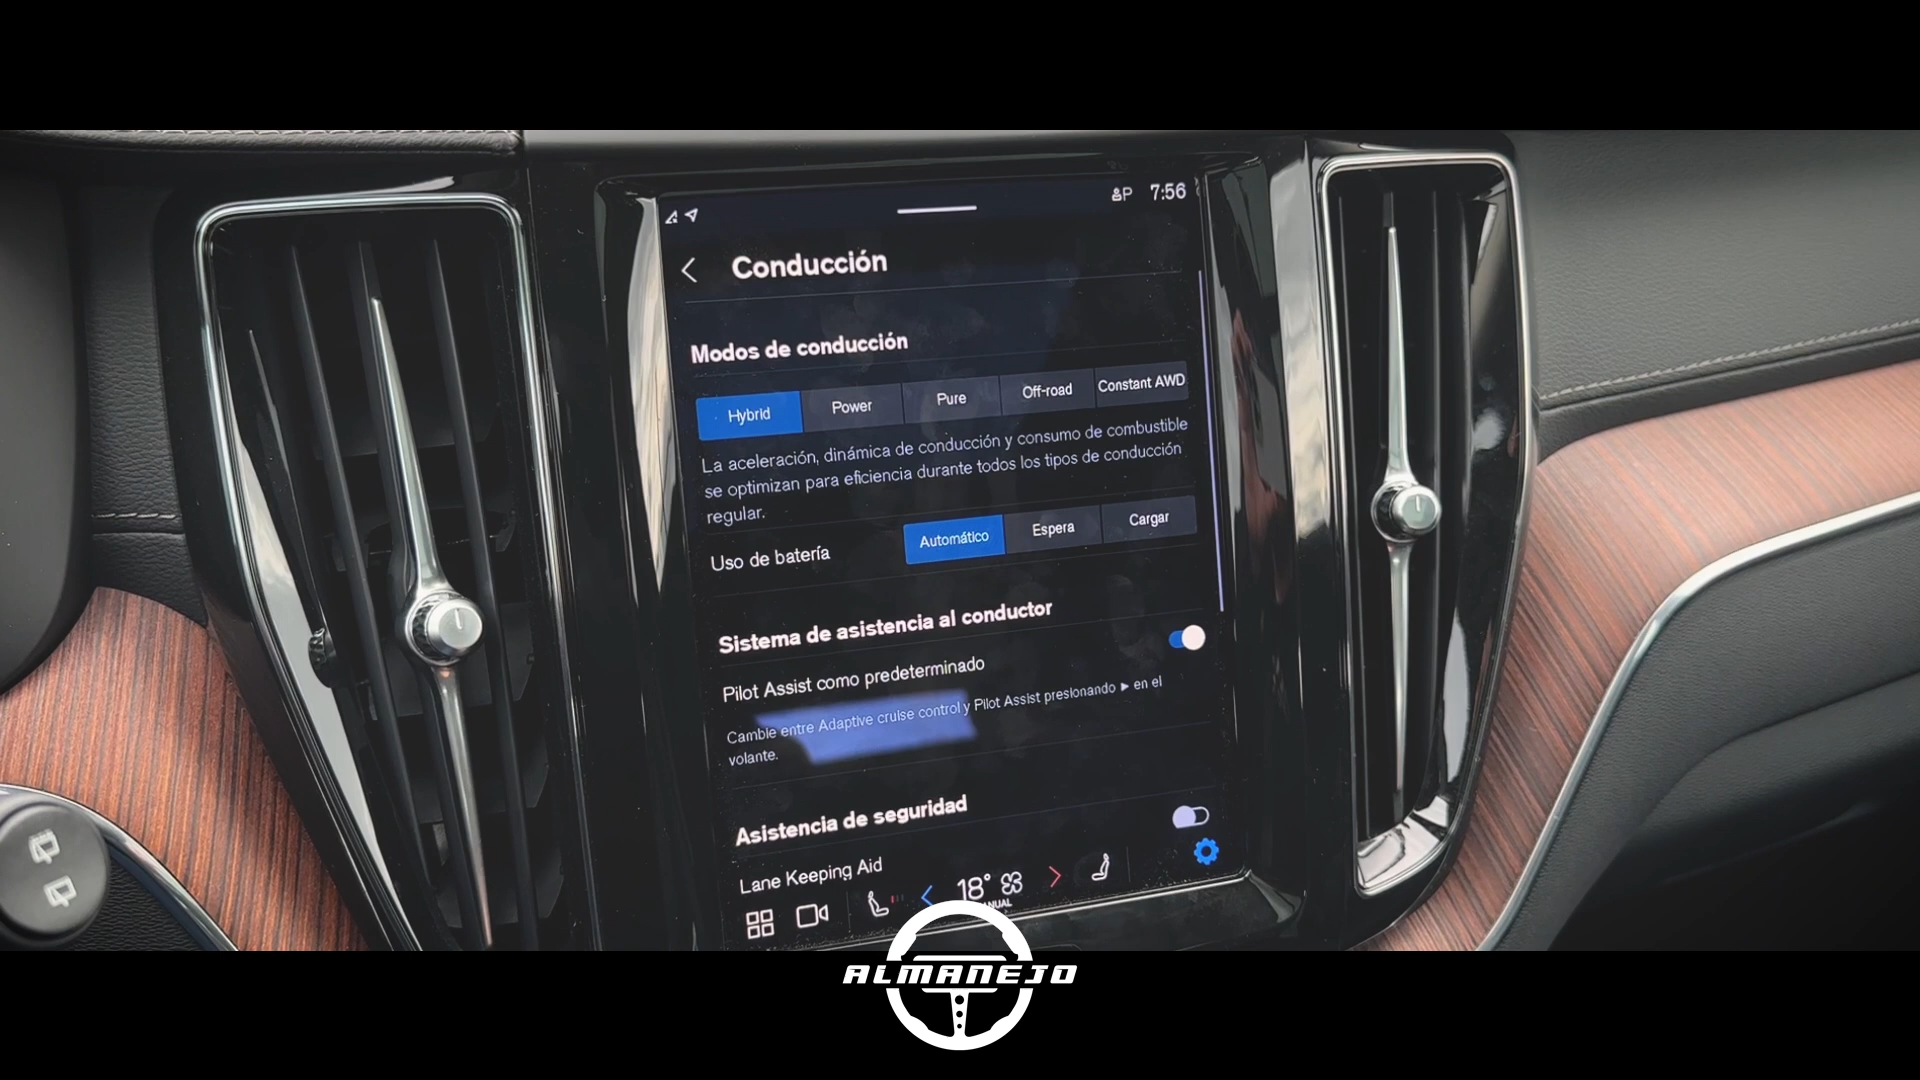 P 7:56
Conducción
Modos de conducción
Hybrid Power Pure Off-road Constant AWD
La aceleración, dinámica de conducción y consumo de combustible
se optimizan para eficiencia durante todos los tipos de conducción
regular.
Uso de batería Automático Espera Cargar
Sistema de asistencia al conductor
Pilot Assist como predeterminado
Cambie entre Adaptive cruise control y Pilot Assist presionando ▶ en el
volante.
Asistencia de seguridad
Lane Keeping Aid
18°
ALMANEJO